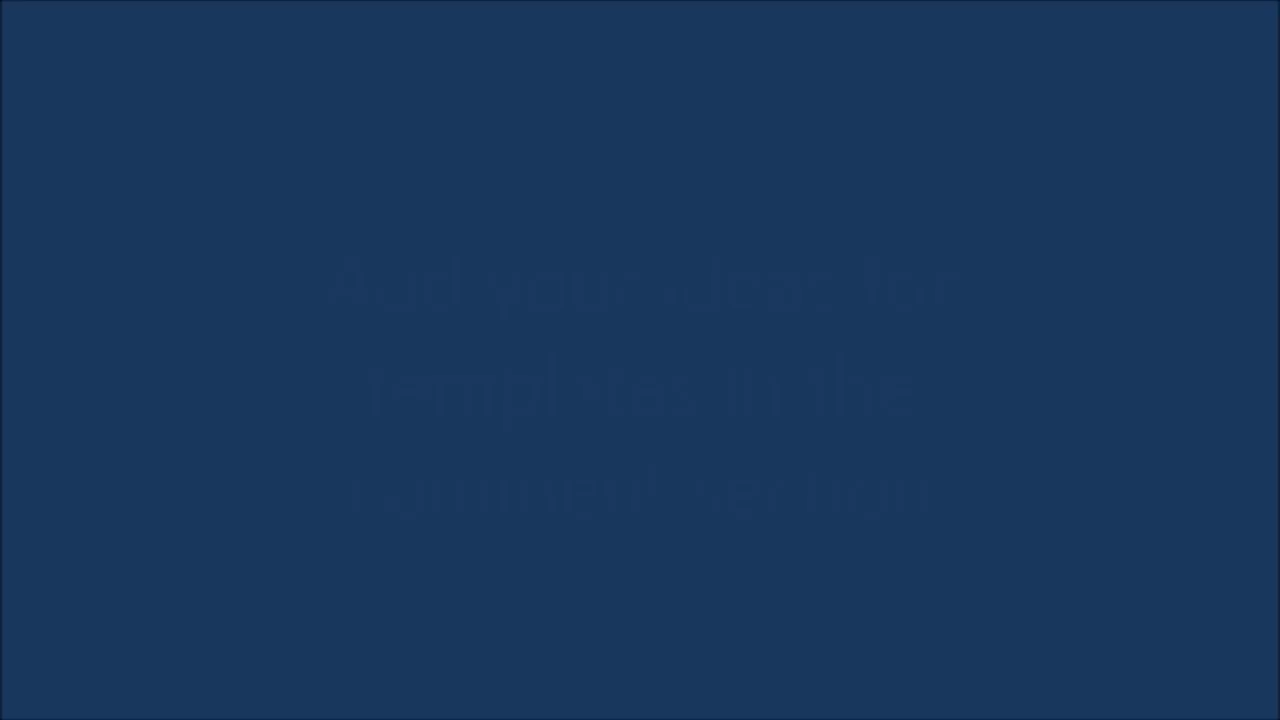 Add your ideas for
templates in the
comment section